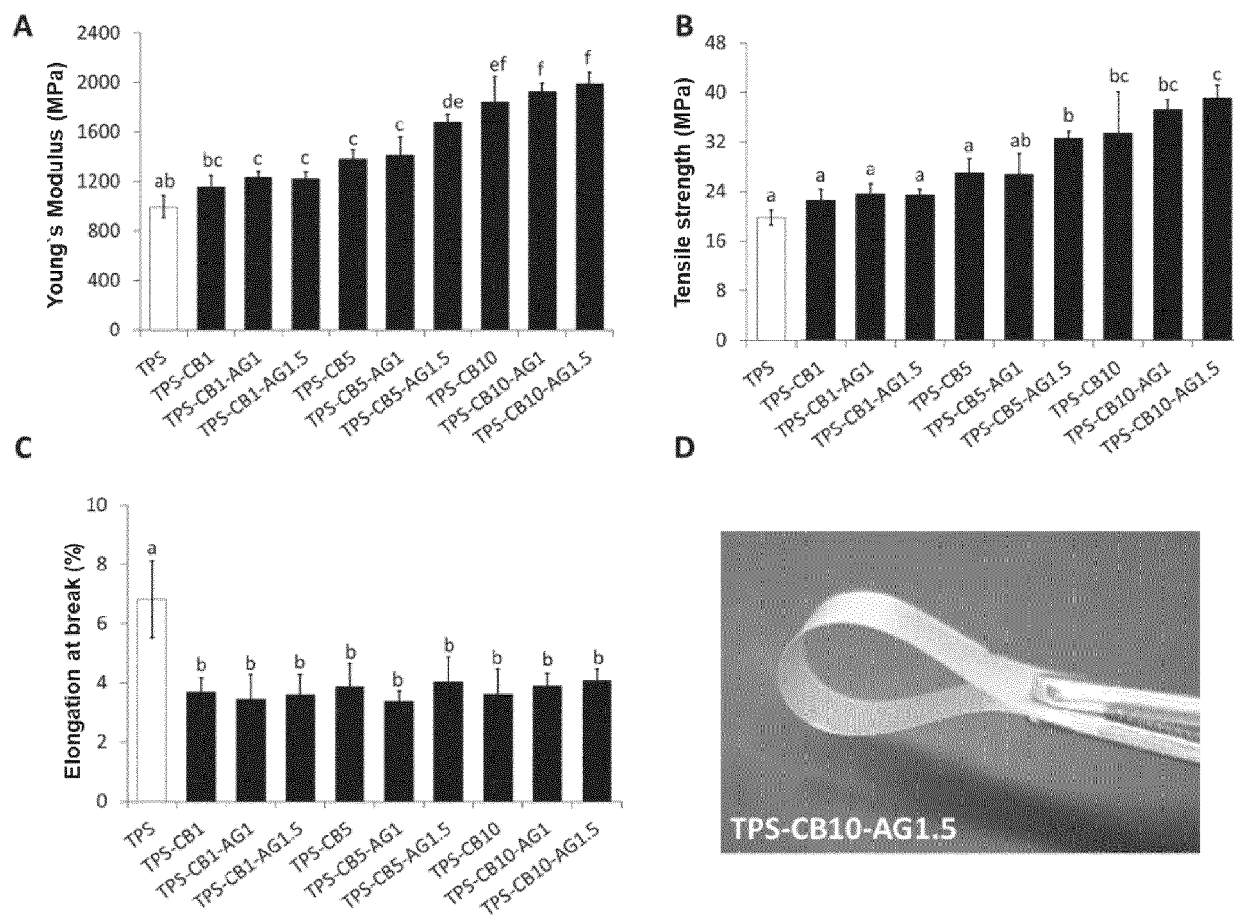 A
Young`s Modulus (MPa)
2400
2000
1600
1200
800
400
0
ab
bc
c
c
c
c
de
ef
f
f
TPS
TPS-CB1
TPS-CB1-AG1
TPS-CB1-AG1.5
TPS-CB5
TPS-CB5-AG1
TPS-CB5-AG1.5
TPS-CB10
TPS-CB10-AG1
TPS-CB10-AG1.5
B
Tensile strength (MPa)
48
40
32
24
16
8
0
a
a
a
a
a
ab
b
bc
bc
c
TPS
TPS-CB1
TPS-CB1-AG1
TPS-CB1-AG1.5
TPS-CB5
TPS-CB5-AG1
TPS-CB5-AG1.5
TPS-CB10
TPS-CB10-AG1
TPS-CB10-AG1.5
C
Elongation at break (%)
10
8
6
4
2
0
a
b
b
b
b
b
b
b
b
b
TPS
TPS-CB1
TPS-CB1-AG1
TPS-CB1-AG1.5
TPS-CB5
TPS-CB5-AG1
TPS-CB5-AG1.5
TPS-CB10
TPS-CB10-AG1
TPS-CB10-AG1.5
D
TPS-CB10-AG1.5